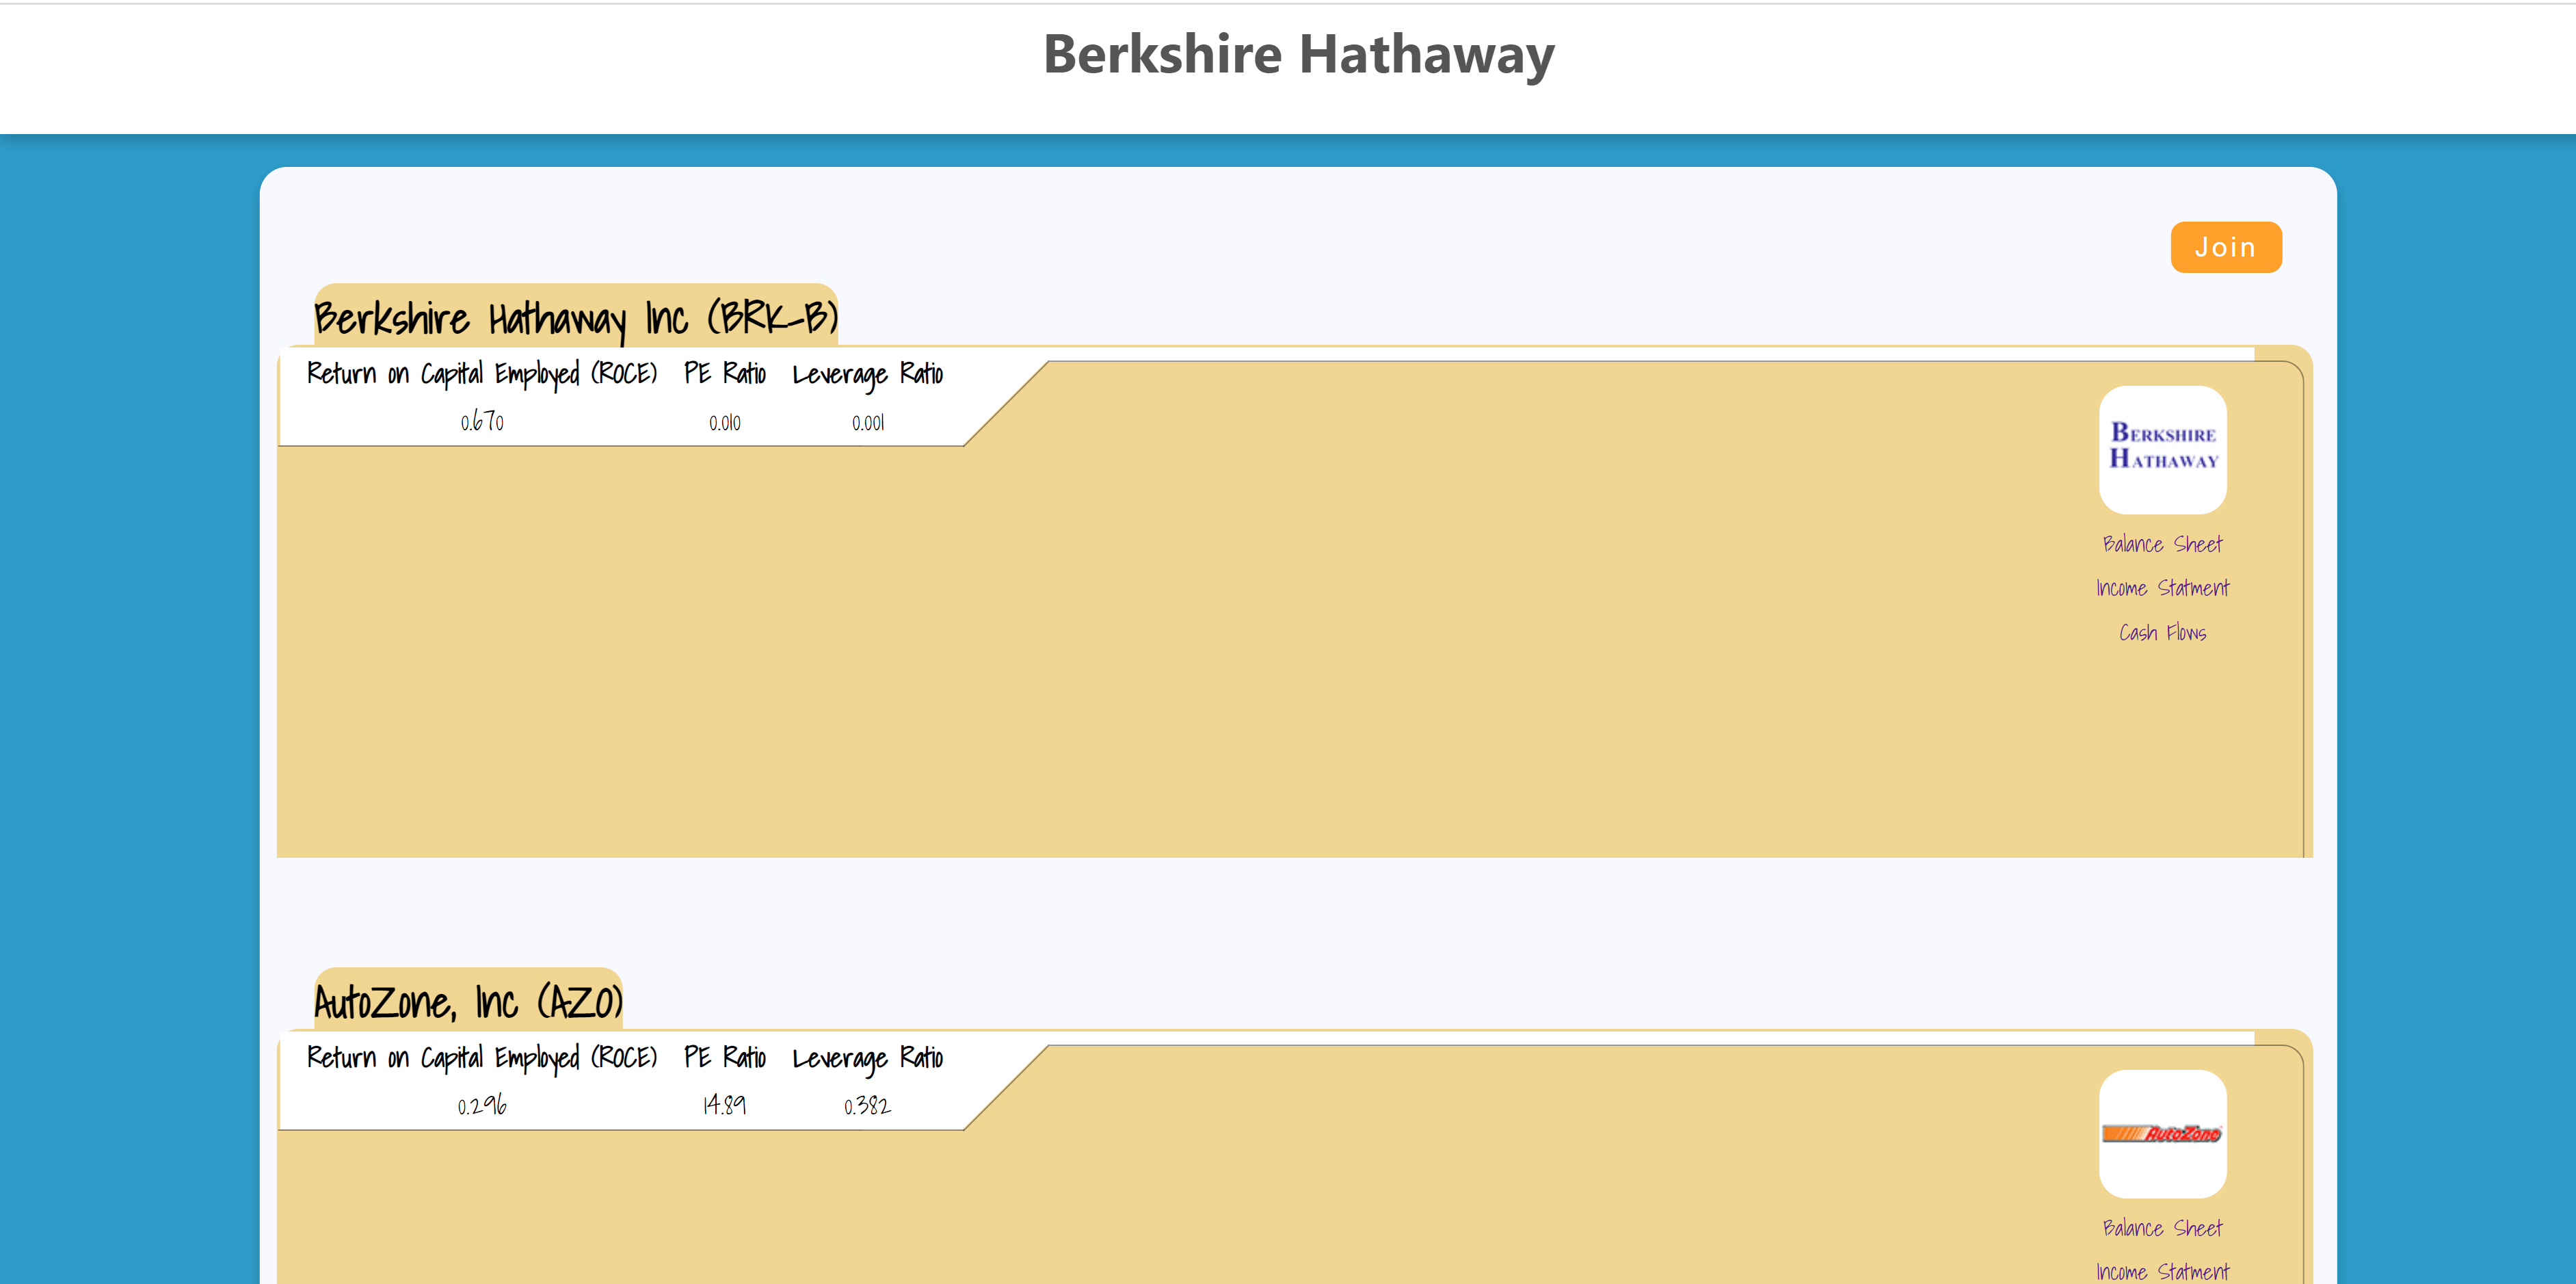 Berkshire Hathaway
Join
Berkshire Hathaway Inc (BRK-B)
Return on Capital Employed (ROCE) PE Ratio Leverage Ratio
0.670 0.010 0.001
BERKSHIRE
HATHAWAY
Balance Sheet
Income Statment
Cash Flows
AutoZone, Inc (AZO)
Return on Capital Employed (ROCE) PE Ratio Leverage Ratio
0.296 14.89 0.382
AutoZone
Balance Sheet
Income Statment